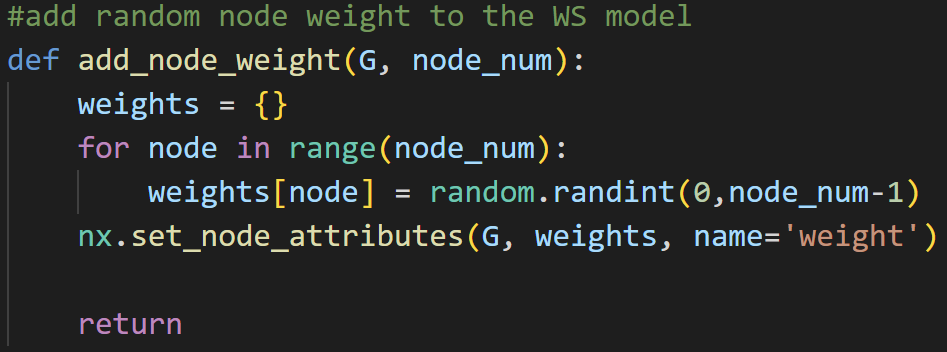 #add random node weight to the WS model
def add_node_weight(G, node_num):
    weights = {}
    for node in range(node_num):
        weights[node] = random.randint(0,node_num-1)
    nx.set_node_attributes(G, weights, name='weight')
    return